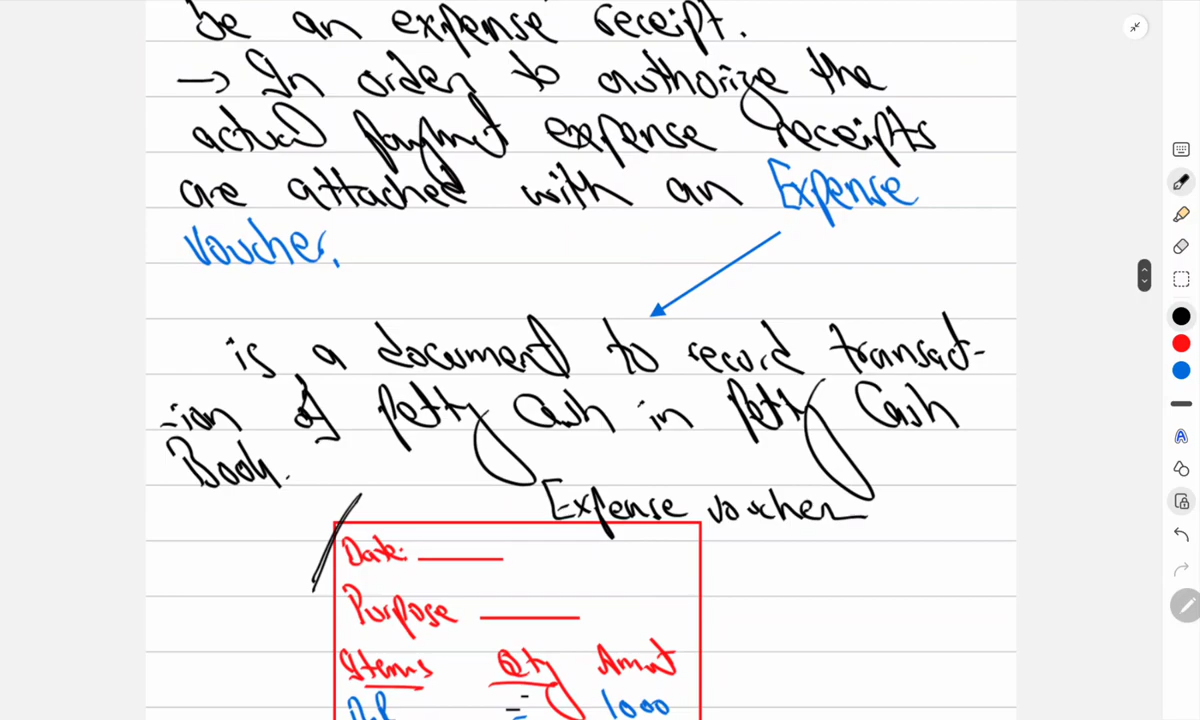 be an expense receipt.
→ In order to authorize the
actual paymnt expense receipts
are attached with an Expense
voucher.
is a document to record transact-
-ion of Petty Cash in Petty Cash
Book.
Expense voucher
Date:
Purpose
Items Qty Amnt
1000